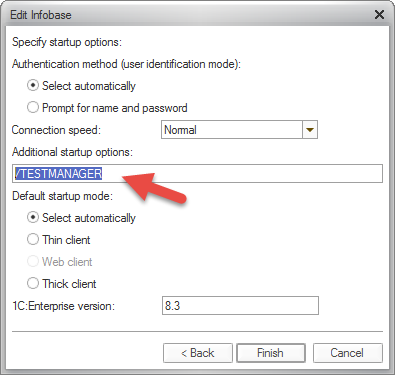 Edit Infobase
Specify startup options:
Authentication method (user identification mode):
Select automatically
Prompt for name and password
Connection speed: Normal
Additional startup options:
/TESTMANAGER
Default startup mode:
Select automatically
Thin client
Web client
Thick client
1C:Enterprise version: 8.3
< Back Finish Cancel